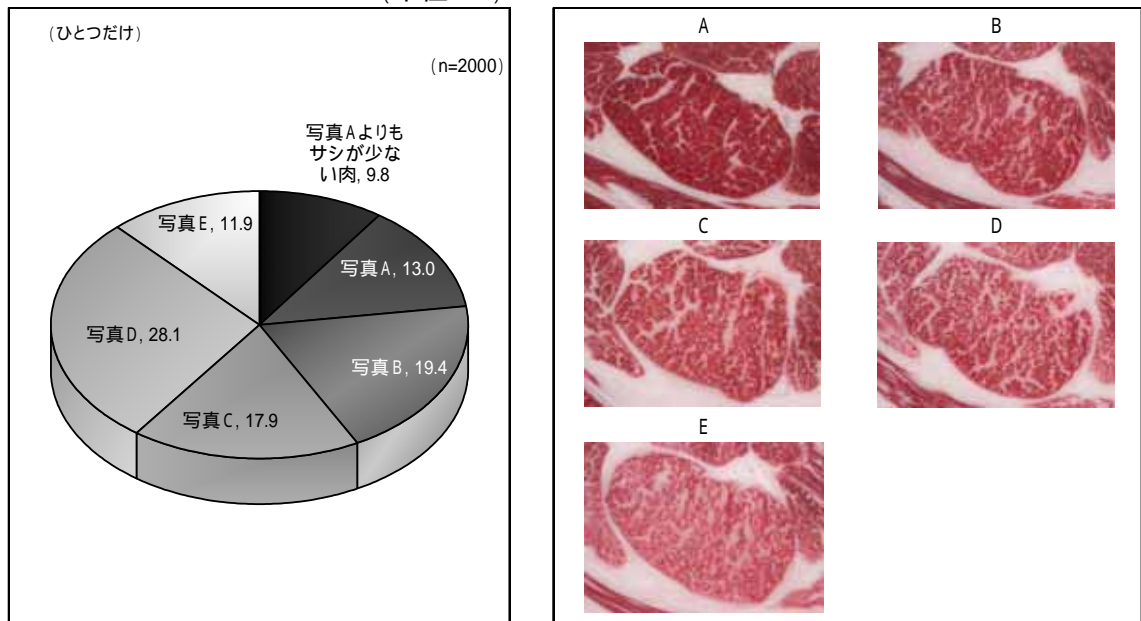 (ひとつだけ)
(n=2000)
写真Aよりも
サシが少な
い肉, 9.8
写真E, 11.9
写真A, 13.0
写真D, 28.1
写真B, 19.4
写真C, 17.9
A
B
C
D
E